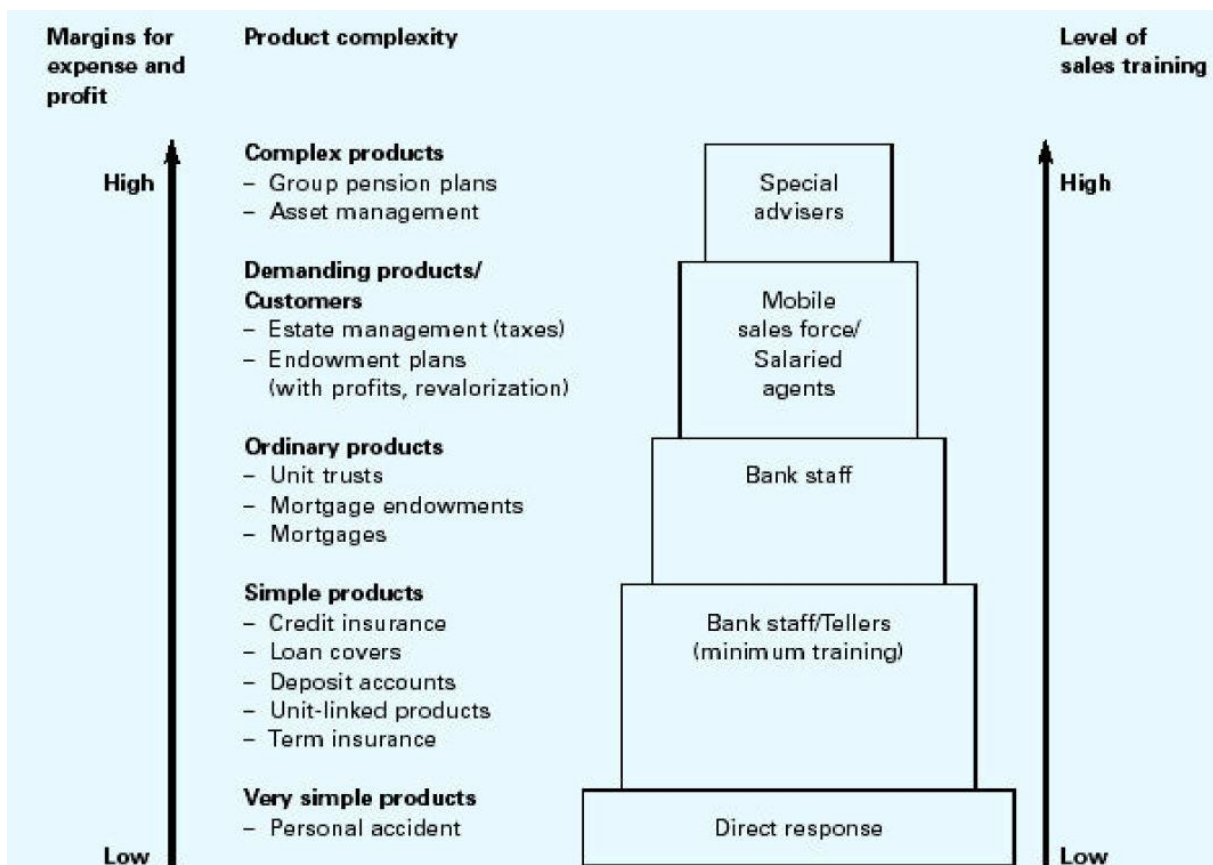 Margins for
expense and
profit
Product complexity
Level of
sales training
High
Complex products
– Group pension plans
– Asset management
Special
advisers
High
Demanding products/
Customers
– Estate management (taxes)
– Endowment plans
(with profits, revalorization)
Mobile
sales force/
Salaried
agents
Ordinary products
– Unit trusts
– Mortgage endowments
– Mortgages
Bank staff
Simple products
– Credit insurance
– Loan covers
– Deposit accounts
– Unit-linked products
– Term insurance
Bank staff/Tellers
(minimum training)
Very simple products
– Personal accident
Direct response
Low
Low